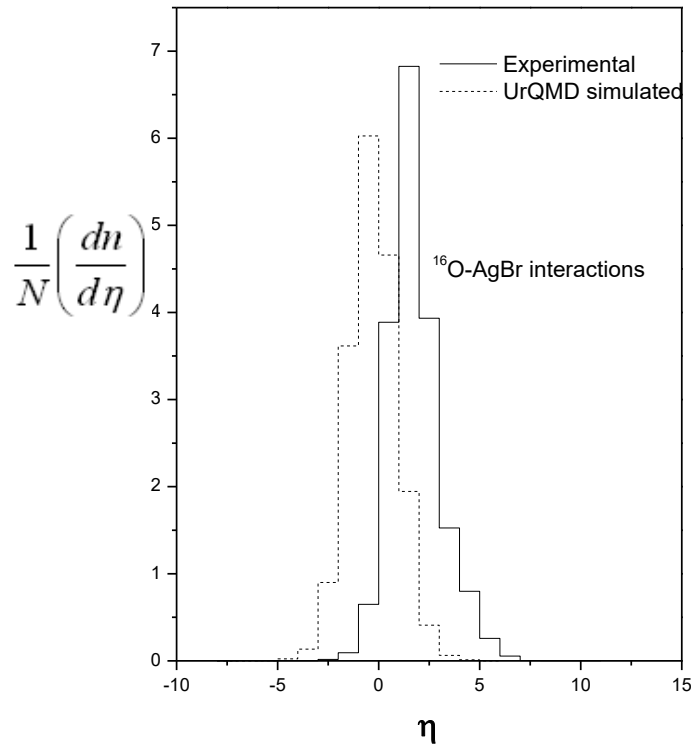 7
Experimental
UrQMD simulated
6
5
¹⁶O-AgBr interactions
1/N (dn/dη)
4
3
2
1
0
-10 -5 0 5 10 15
η